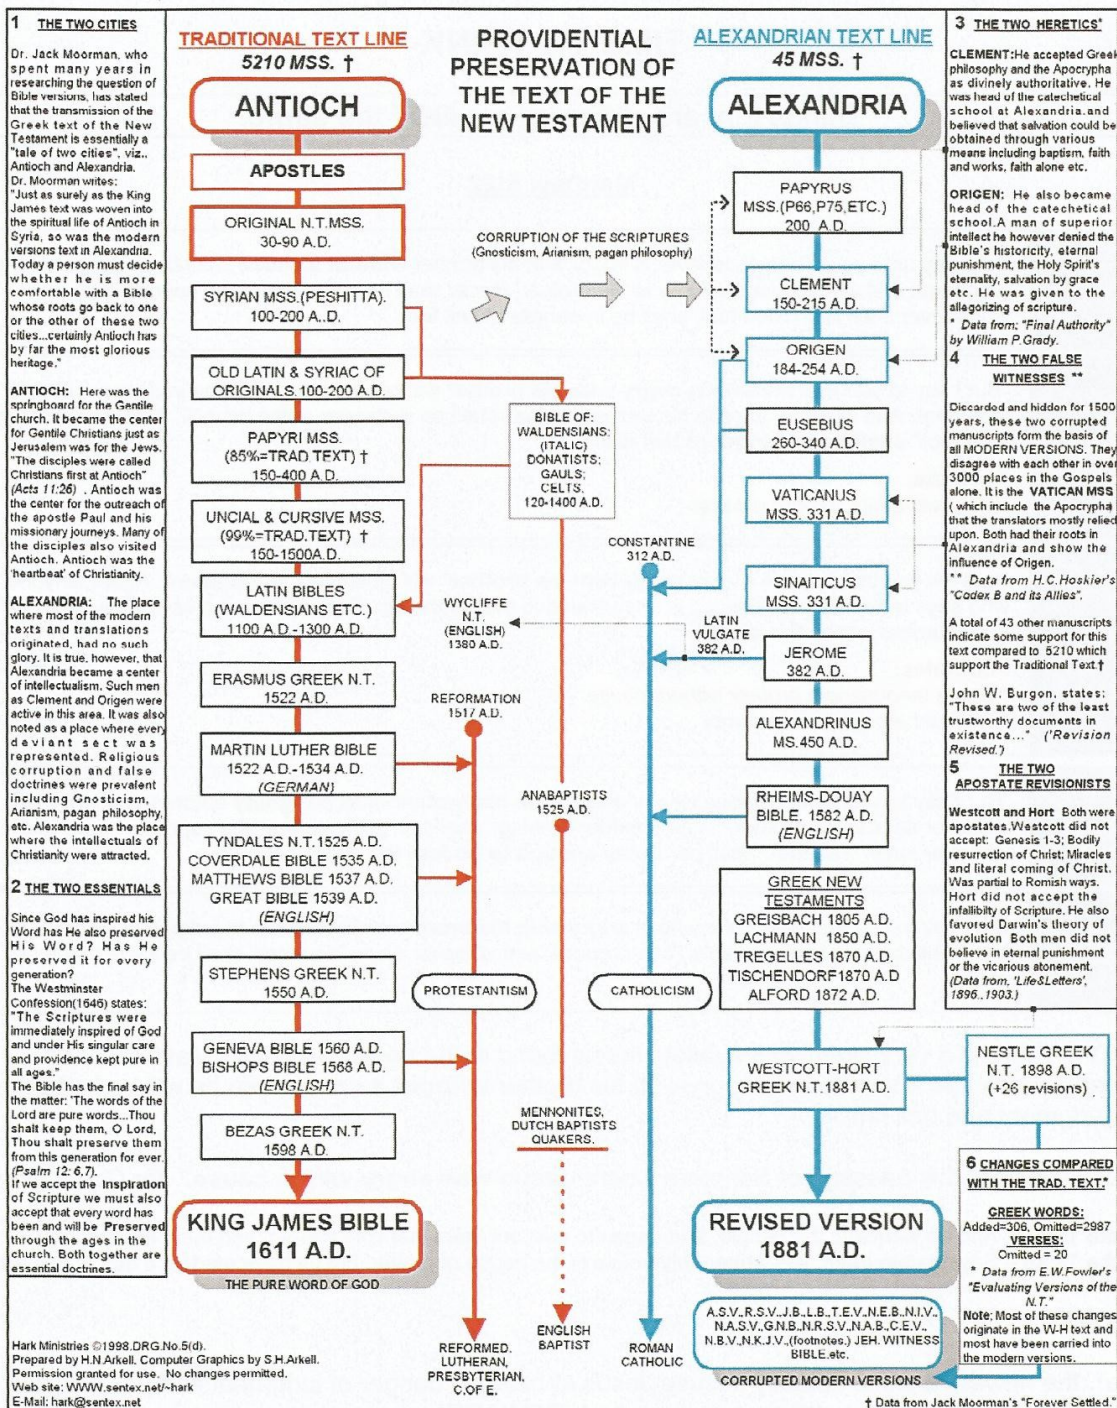 1 THE TWO CITIES
Dr. Jack Moorman, who
spent many years in
researching the question of
Bible versions, has stated
that the transmission of the
Greek text of the New
Testament is essentially a
"tale of two cities". viz..
Antioch and Alexandria.
Dr. Moorman writes:
"Just as surely as the King
James text was woven into
the spiritual life of Antioch in
Syria, so was the modern
versions text in Alexandria.
Today a person must decide
whether he is more
comfortable with a Bible
whose roots go back to one
or the other of these two
cities...certainly Antioch has
by far the most glorious
heritage."
ANTIOCH: Here was the
springboard for the Gentile
church. It became the center
for Gentile Christians just as
Jerusalem was for the Jews.
"The disciples were called
Christians first at Antioch"
(Acts 11:26) . Antioch was
the center for the outreach of
the apostle Paul and his
missionary journeys. Many of
the disciples also visited
Antioch. Antioch was the
'heartbeat' of Christianity.
ALEXANDRIA: The place
where most of the modern
texts and translations
originated, had no such
glory. It is true, however, that
Alexandria became a center
of intellectualism. Such men
as Clement and Origen were
active in this area. It was also
noted as a place where every
deviant sect was
represented. Religious
corruption and false
doctrines were prevalent
including Gnosticism,
Arianism, pagan philosophy,
etc. Alexandria was the place
where the intellectuals of
Christianity were attracted.
2 THE TWO ESSENTIALS
Since God has inspired his
Word has He also preserved
His Word? Has He
preserved it for every
generation?
The Westminster
Confession(1646) states:
"The Scriptures were
immediately inspired of God
and under His singular care
and providence kept pure in
all ages."
The Bible has the final say in
the matter: 'The words of the
Lord are pure words...Thou
shalt keep them, O Lord,
Thou shalt preserve them
from this generation for ever.
(Psalm 12: 6,7).
If we accept the Inspiration
of Scripture we must also
accept that every word has
been and will be Preserved
through the ages in the
church. Both together are
essential doctrines.
Hark Ministries ©1998.DRG.No.5(d).
Prepared by H.N.Arkell. Computer Graphics by S.H.Arkell.
Permission granted for use. No changes permitted.
Web site: WWW.sentex.net/~hark
E-Mail: hark@sentex.net
PROVIDENTIAL
PRESERVATION OF
THE TEXT OF THE
NEW TESTAMENT
TRADITIONAL TEXT LINE
5210 MSS. †
ANTIOCH
APOSTLES
ORIGINAL N.T.MSS.
30-90 A.D.
SYRIAN MSS.(PESHITTA).
100-200 A..D.
OLD LATIN & SYRIAC OF
ORIGINALS.100-200 A.D.
PAPYRI MSS.
(85%=TRAD TEXT) †
150-400 A.D.
UNCIAL & CURSIVE MSS.
(99%=TRAD.TEXT) †
150-1500A.D.
LATIN BIBLES
(WALDENSIANS ETC.)
1100 A.D.-1300 A.D.
ERASMUS GREEK N.T.
1522 A.D.
MARTIN LUTHER BIBLE
1522 A.D.-1534 A.D.
(GERMAN)
TYNDALES N.T.1525 A.D.
COVERDALE BIBLE 1535 A.D.
MATTHEWS BIBLE 1537 A.D.
GREAT BIBLE 1539 A.D.
(ENGLISH)
STEPHENS GREEK N.T.
1550 A.D.
GENEVA BIBLE 1560 A.D.
BISHOPS BIBLE 1568 A.D.
(ENGLISH)
BEZAS GREEK N.T.
1598 A.D.
KING JAMES BIBLE
1611 A.D.
THE PURE WORD OF GOD
CORRUPTION OF THE SCRIPTURES
(Gnosticism, Arianism, pagan philosophy)
BIBLE OF:
WALDENSIANS:
(ITALIC)
DONATISTS;
GAULS;
CELTS,
120-1400 A.D.
WYCLIFFE
N.T.
(ENGLISH)
1380 A.D.
REFORMATION
1517 A.D.
ANABAPTISTS
1525 A.D.
PROTESTANTISM
MENNONITES,
DUTCH BAPTISTS
QUAKERS.
REFORMED.
LUTHERAN,
PRESBYTERIAN,
C.OF E.
ENGLISH
BAPTIST
CONSTANTINE
312 A.D.
LATIN
VULGATE
382 A.D.
CATHOLICISM
ROMAN
CATHOLIC
ALEXANDRIAN TEXT LINE
45 MSS. †
ALEXANDRIA
PAPYRUS
MSS.(P66,P75,ETC.)
200 A.D.
CLEMENT
150-215 A.D.
ORIGEN
184-254 A.D.
EUSEBIUS
260-340 A.D.
VATICANUS
MSS. 331 A.D.
SINAITICUS
MSS. 331 A.D.
JEROME
382 A.D.
ALEXANDRINUS
MS.450 A.D.
RHEIMS-DOUAY
BIBLE. 1582 A.D.
(ENGLISH)
GREEK NEW
TESTAMENTS
GREISBACH 1805 A.D.
LACHMANN 1850 A.D.
TREGELLES 1870 A.D.
TISCHENDORF1870 A.D
ALFORD 1872 A.D.
WESTCOTT-HORT
GREEK N.T.1881 A.D.
NESTLE GREEK
N.T. 1898 A.D.
(+26 revisions) .
REVISED VERSION
1881 A.D.
A.S.V.,R.S.V.,J.B.,L.B.,T.E.V.,N.E.B.,N.I.V.,
N.A.S.V.,G.N.B.,N.R.S.V.,N.A.B.,C.E.V.,
N.B.V.,N.K.J.V.,(footnotes.) JEH. WITNESS
BIBLE.etc.
CORRUPTED MODERN VERSIONS
3 THE TWO HERETICS*
CLEMENT:He accepted Greek
philosophy and the Apocrypha
as divinely authoritative. He
was head of the catechetical
school at Alexandria.and
believed that salvation could be
obtained through various
means including baptism, faith
and works, faith alone etc.
ORIGEN: He also became
head of the catechetical
school.A man of superior
intellect he however denied the
Bible's historicity, eternal
punishment, the Holy Spirit's
eternality, salvation by grace
etc. He was given to the
allegorizing of scripture.
* Data from: "Final Authority"
by William P.Grady.
4 THE TWO FALSE
WITNESSES **
Discarded and hidden for 1500
years, these two corrupted
manuscripts form the basis of
all MODERN VERSIONS. They
disagree with each other in over
3000 places in the Gospels
alone. It is the VATICAN MSS
( which include the Apocrypha
that the translators mostly relied
upon. Both had their roots in
Alexandria and show the
influence of Origen.
** Data from H.C.Hoskier's
"Codex B and its Allies".
A total of 43 other manuscripts
indicate some support for this
text compared to 5210 which
support the Traditional Text.†
John W. Burgon, states:
"These are two of the least
trustworthy documents in
existence..." ('Revision
Revised.')
5 THE TWO
APOSTATE REVISIONISTS
Westcott and Hort Both were
apostates.Westcott did not
accept: Genesis 1-3; Bodily
resurrection of Christ; Miracles
and literal coming of Christ.
Was partial to Romish ways.
Hort did not accept the
infallibilty of Scripture. He also
favored Darwin's theory of
evolution Both men did not
believe in eternal punishment
or the vicarious atonement.
(Data from, 'Life&Letters',
1896.,1903.)
6 CHANGES COMPARED
WITH THE TRAD. TEXT.*
GREEK WORDS:
Added=306, Omitted=2987
VERSES:
Omitted = 20
* Data from E.W.Fowler's
"Evaluating Versions of the
N.T."
Note; Most of these changes
originate in the W-H text and
most have been carried into
the modern versions.
† Data from Jack Moorman's "Forever Settled."